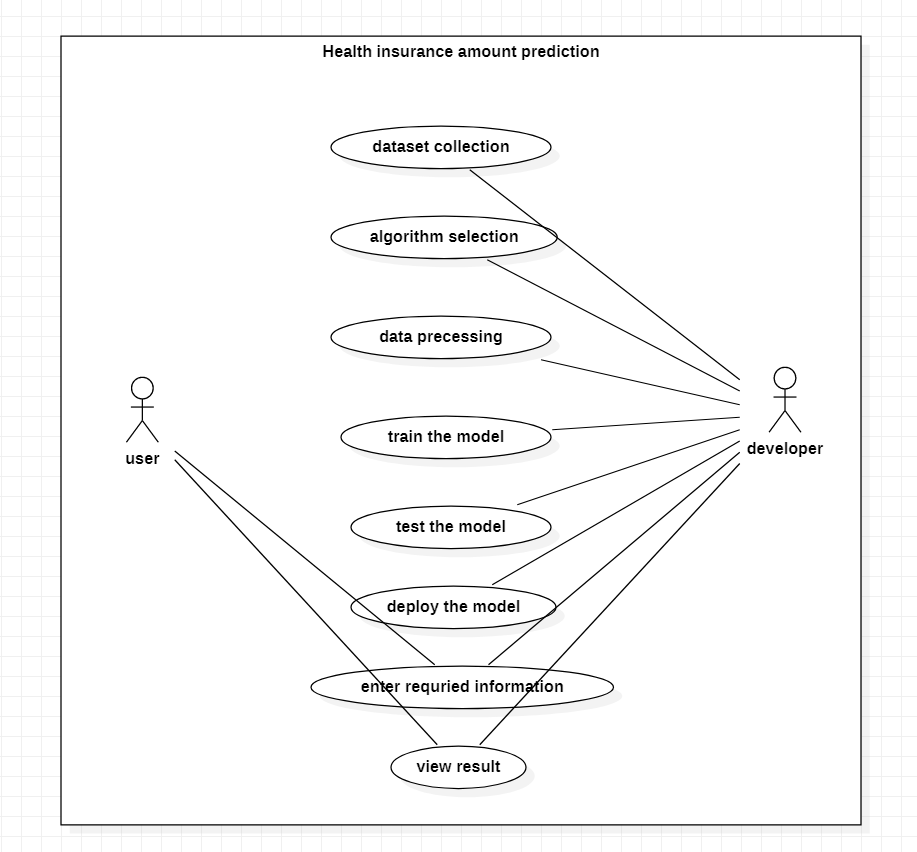 Health insurance amount prediction
dataset collection
algorithm selection
data precessing
train the model
user
developer
test the model
deploy the model
enter requried information
view result